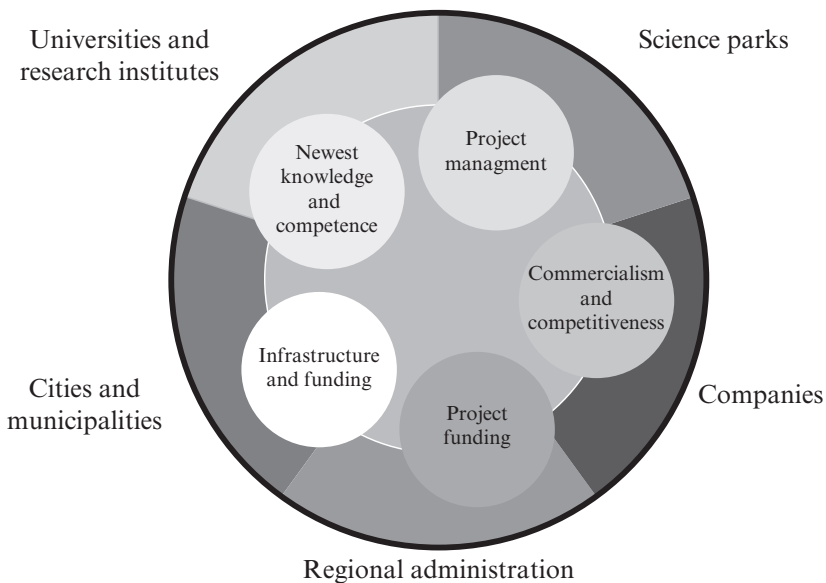 Universities and
research institutes
Science parks
Newest
knowledge
and
competence
Project
managment
Commercialism
and
competitiveness
Infrastructure
and funding
Project
funding
Cities and
municipalities
Companies
Regional administration